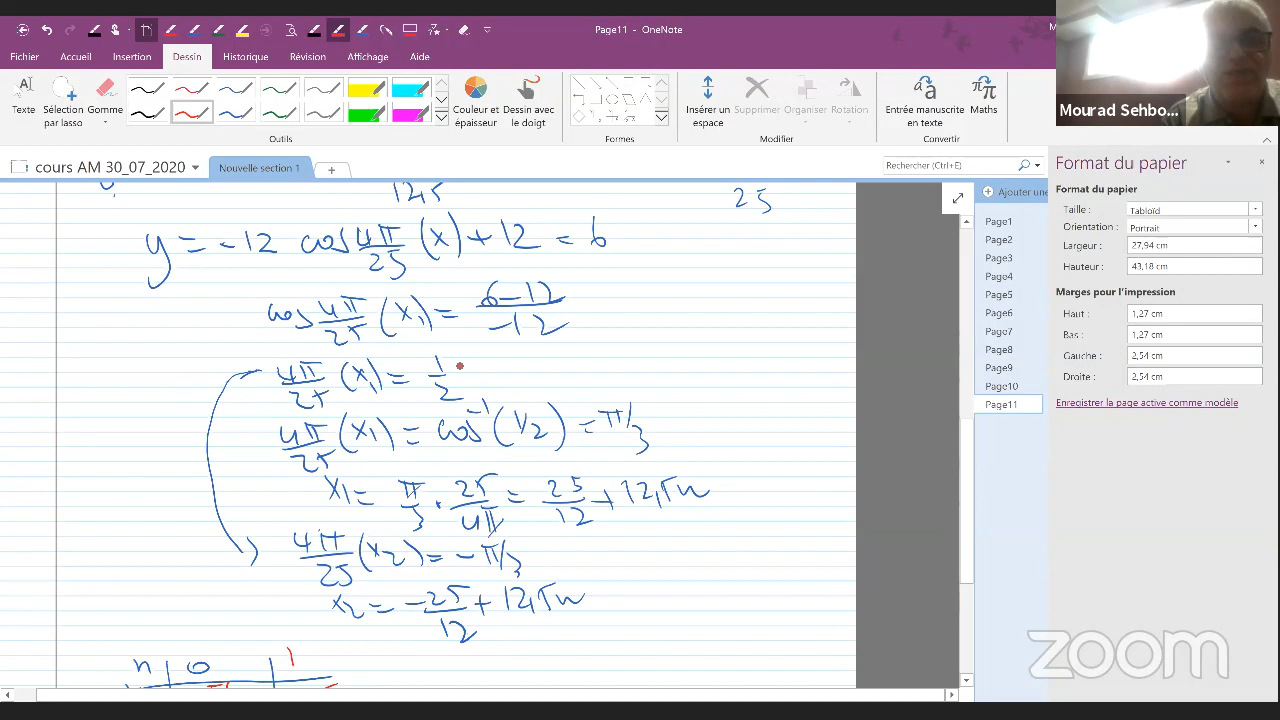 Page11 - OneNote
Fichier Accueil Insertion Dessin Historique Révision Affichage Aide
Texte
Sélection par lasso
Gomme
Couleur et épaisseur
Dessin avec le doigt
Insérer un espace
Supprimer
Organiser
Rotation
Entrée manuscrite en texte
Maths
Outils
Formes
Modifier
Convertir
Mourad Sehbo...
cours AM 30_07_2020
Nouvelle section 1
+
Rechercher (Ctrl+E)
12,5
25
y = -12 cos 4π/25 (x) + 12 = 6
cos 4π/25 (x1) = 6-12/-12
4π/25 (x1) = 1/2
4π/25 (x1) = cos^-1 (1/2) = π/3
x1 = π/3 . 25/4π = 25/12 + 12,5n
4π/25 (x2) = -π/3
x2 = -25/12 + 12,5n
n | 0 | 1
Ajouter une
Page1
Page2
Page3
Page4
Page5
Page6
Page7
Page8
Page9
Page10
Page11
Format du papier
Format du papier
Taille : Tabloïd
Orientation : Portrait
Largeur : 27,94 cm
Hauteur : 43,18 cm
Marges pour l'impression
Haut : 1,27 cm
Bas : 1,27 cm
Gauche : 2,54 cm
Droite : 2,54 cm
Enregistrer la page active comme modèle
zoom